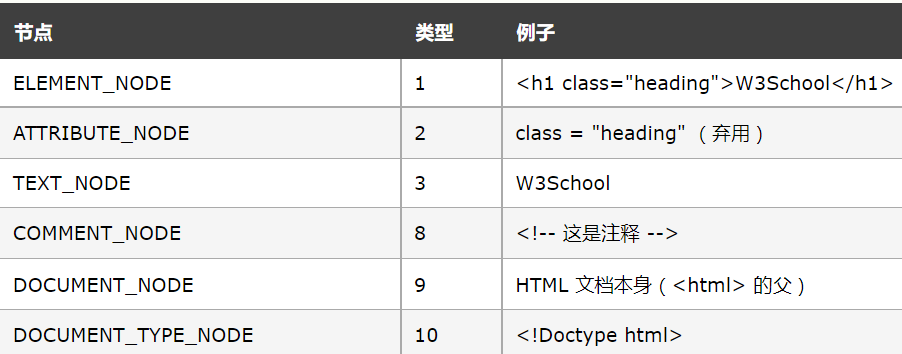 节点 类型 例子
ELEMENT_NODE 1 <h1 class="heading">W3School</h1>
ATTRIBUTE_NODE 2 class = "heading" （弃用）
TEXT_NODE 3 W3School
COMMENT_NODE 8 <!-- 这是注释 -->
DOCUMENT_NODE 9 HTML 文档本身（<html> 的父）
DOCUMENT_TYPE_NODE 10 <!Doctype html>